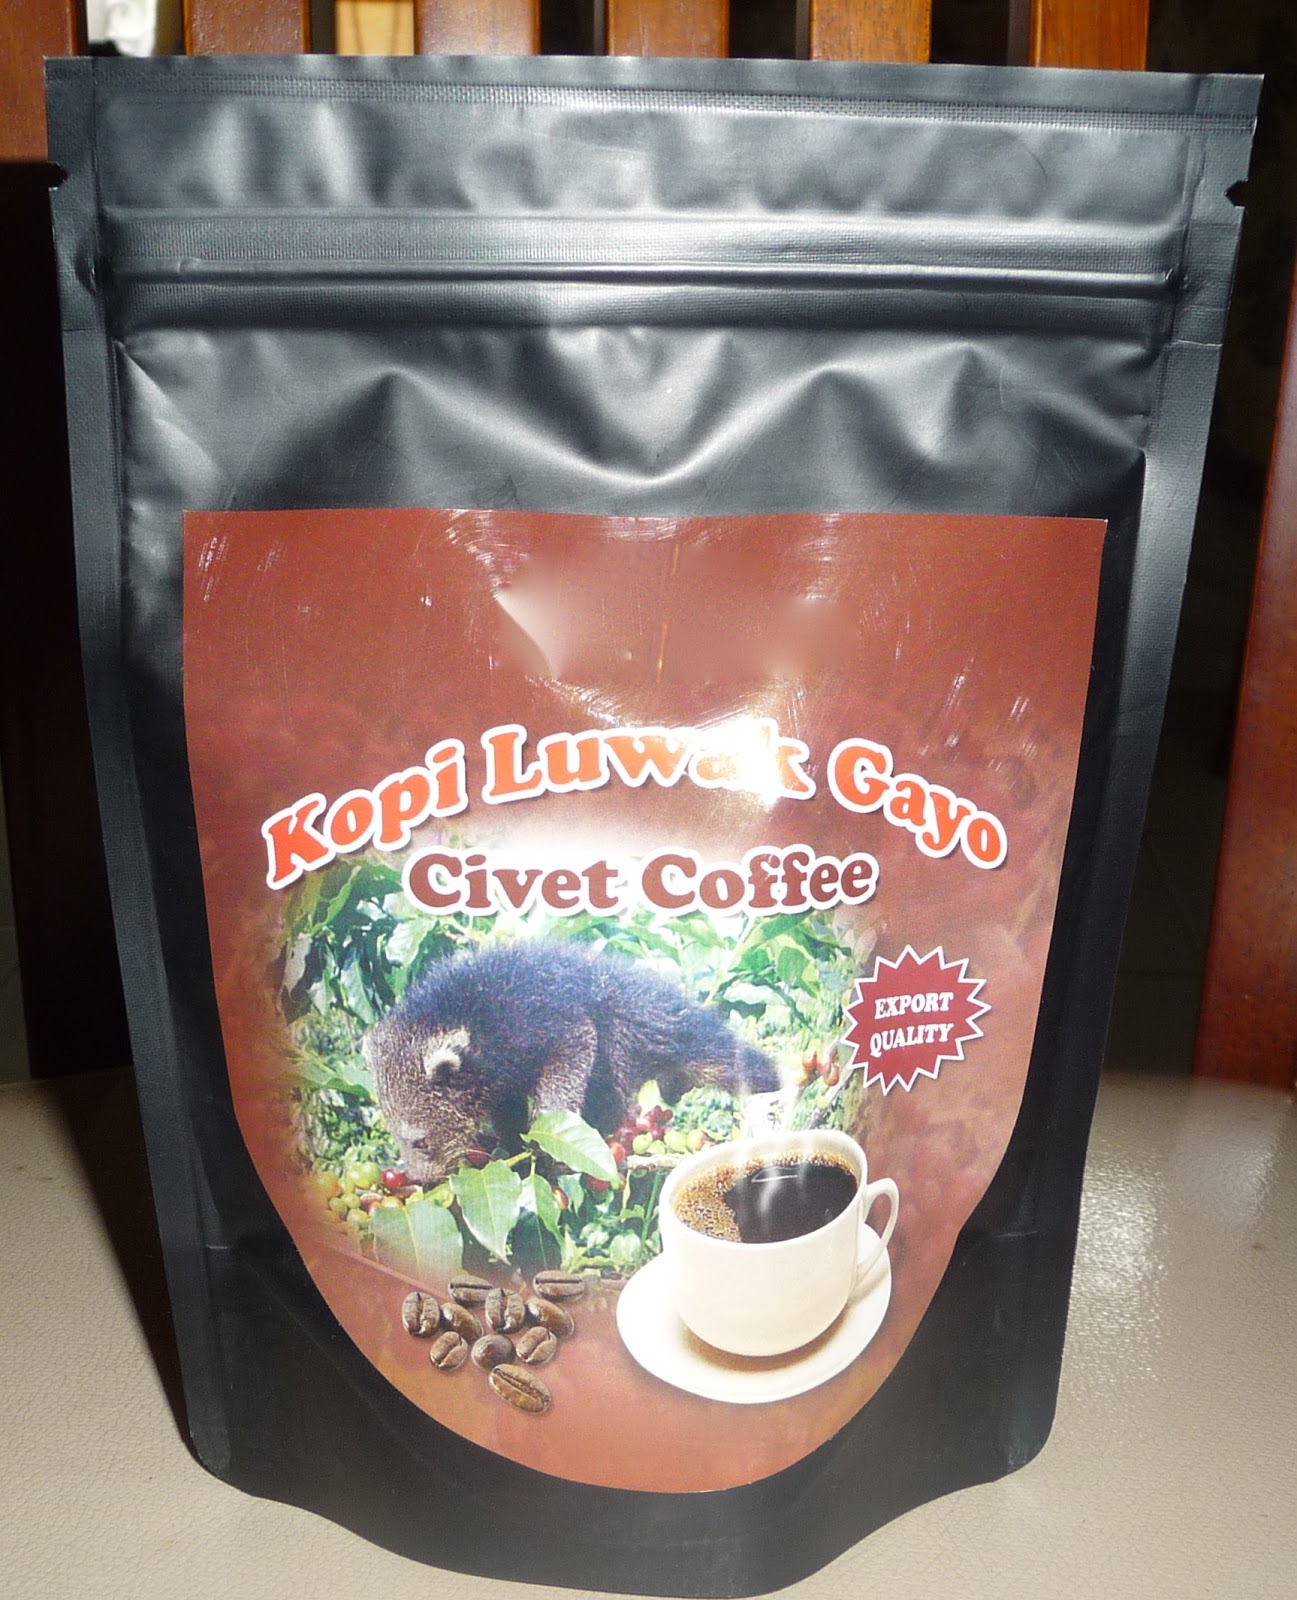 Kopi Luwak Gayo
Civet Coffee
EXPORT
QUALITY